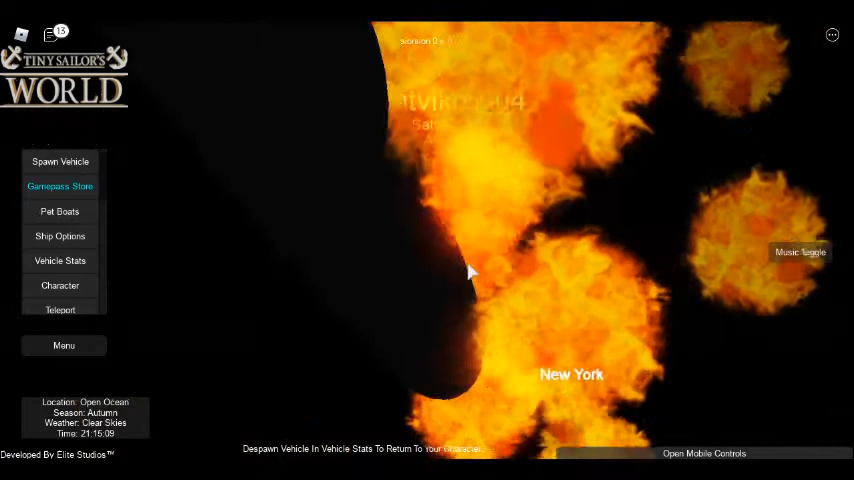 13
TINY SAILOR'S
WORLD
Spawn Vehicle
Gamepass Store
Pet Boats
Ship Options
Vehicle Stats
Character
Teleport
Menu
Music Toggle
New York
Location: Open Ocean
Season: Autumn
Weather: Clear Skies
Time: 21:15:09
Despawn Vehicle In Vehicle Stats To Return To Your Character.
Open Mobile Controls
Developed By Elite Studios™